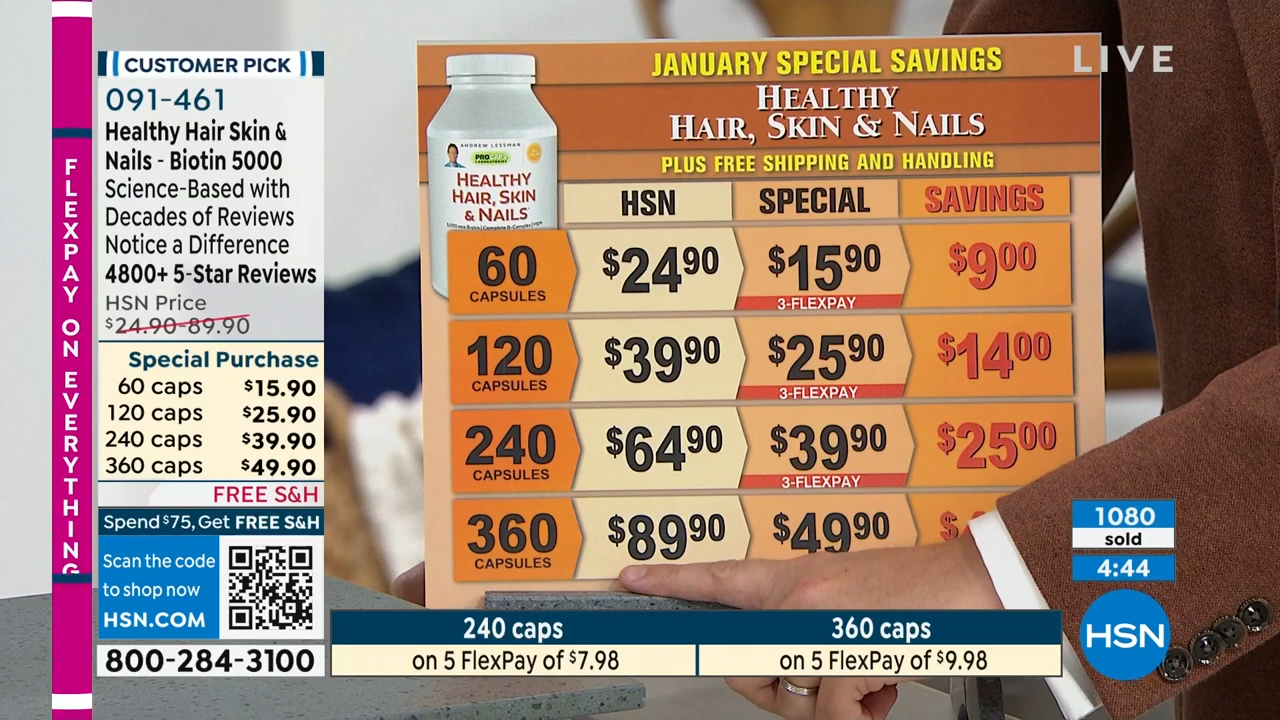 FLEXPAY ON EVERYTHING
CUSTOMER PICK
091-461
Healthy Hair Skin &
Nails - Biotin 5000
Science-Based with
Decades of Reviews
Notice a Difference
4800+ 5-Star Reviews
HSN Price
$24.90-89.90
Special Purchase
60 caps $15.90
120 caps $25.90
240 caps $39.90
360 caps $49.90
FREE S&H
Spend $75, Get FREE S&H
Scan the code
to shop now
HSN.COM
800-284-3100
JANUARY SPECIAL SAVINGS
HEALTHY
HAIR, SKIN & NAILS
PLUS FREE SHIPPING AND HANDLING
ANDREW LESSMAN
PROCAPS
LABORATORIES
HEALTHY
HAIR, SKIN
& NAILS
HSN SPECIAL SAVINGS
60 CAPSULES $24.90 $15.90 $9.00
3-FLEXPAY
120 CAPSULES $39.90 $25.90 $14.00
3-FLEXPAY
240 CAPSULES $64.90 $39.90 $25.00
3-FLEXPAY
360 CAPSULES $89.90 $49.90 $
LIVE
1080
sold
4:44
HSN
240 caps
on 5 FlexPay of $7.98
360 caps
on 5 FlexPay of $9.98